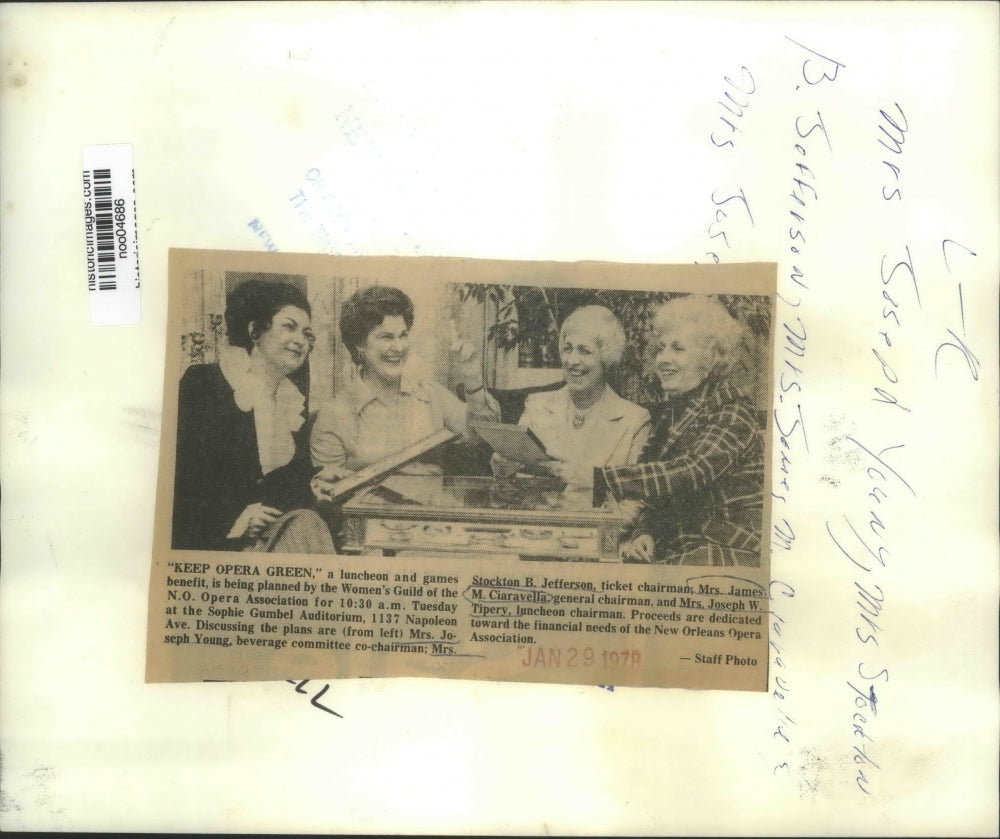 historicimages.com
noo04686
L-R
Mrs Joseph Young, Mrs Stockton
B. Jefferson, Mrs. James M. Ciaravella &
Mrs
"KEEP OPERA GREEN," a luncheon and games
benefit, is being planned by the Women's Guild of the
N.O. Opera Association for 10:30 a.m. Tuesday
at the Sophie Gumbel Auditorium, 1137 Napoleon
Ave. Discussing the plans are (from left) Mrs. Jo-
seph Young, beverage committee co-chairman; Mrs.
Stockton B. Jefferson, ticket chairman; Mrs. James
M. Ciaravella, general chairman, and Mrs. Joseph W.
Tipery, luncheon chairman. Proceeds are dedicated
toward the financial needs of the New Orleans Opera
Association.
— Staff Photo
JAN 29 1978